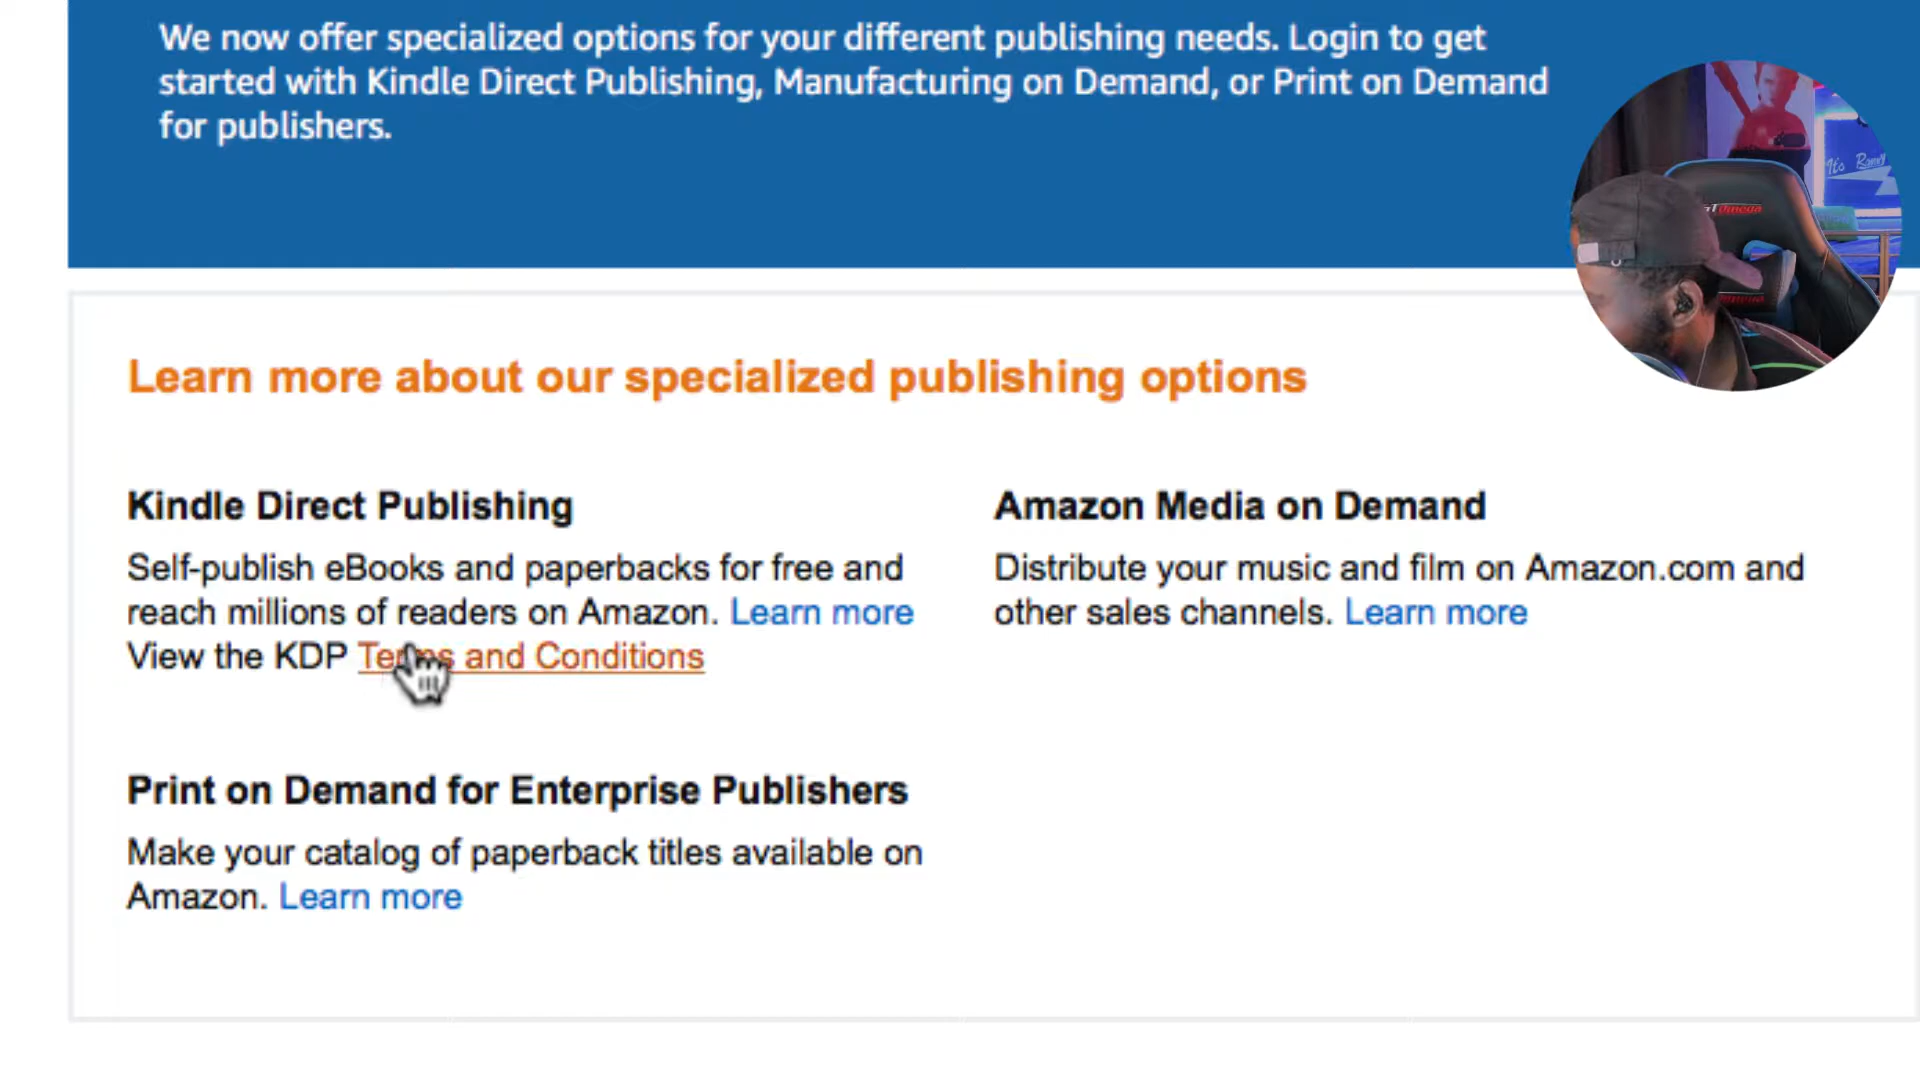 We now offer specialized options for your different publishing needs. Login to get
started with Kindle Direct Publishing, Manufacturing on Demand, or Print on Demand
for publishers.
Learn more about our specialized publishing options
Kindle Direct Publishing
Self-publish eBooks and paperbacks for free and
reach millions of readers on Amazon. Learn more
View the KDP Terms and Conditions
Amazon Media on Demand
Distribute your music and film on Amazon.com and
other sales channels. Learn more
Print on Demand for Enterprise Publishers
Make your catalog of paperback titles available on
Amazon. Learn more
It's